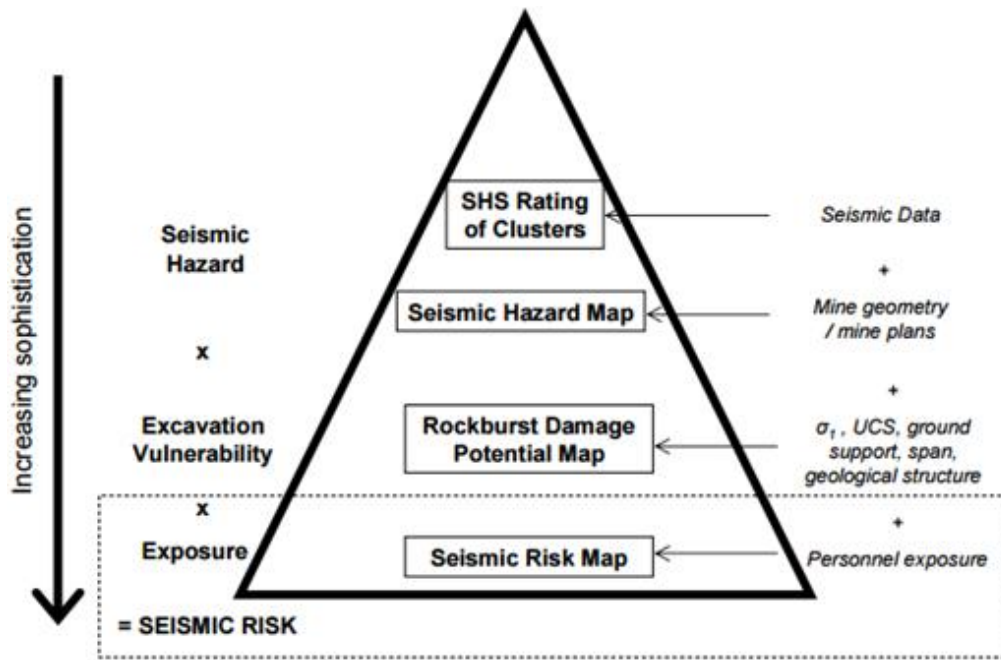 Increasing sophistication
Seismic
Hazard
x
Excavation
Vulnerability
x
Exposure
= SEISMIC RISK
SHS Rating
of Clusters
Seismic Hazard Map
Rockburst Damage
Potential Map
Seismic Risk Map
Seismic Data
+
Mine geometry
/ mine plans
+
σ₁ , UCS, ground
support, span,
geological structure
+
Personnel exposure